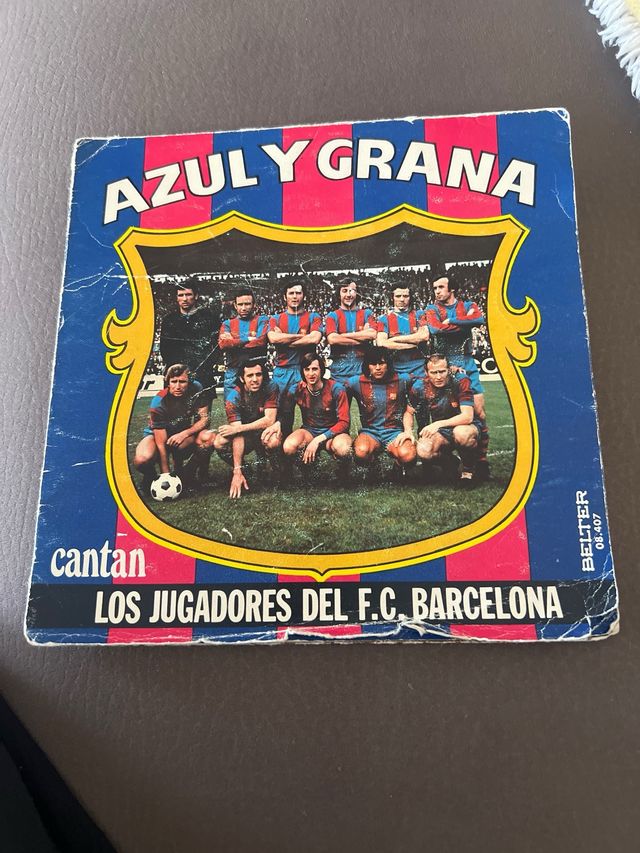 AZUL Y GRANA
cantan
LOS JUGADORES DEL F.C. BARCELONA
BELTER
08-407